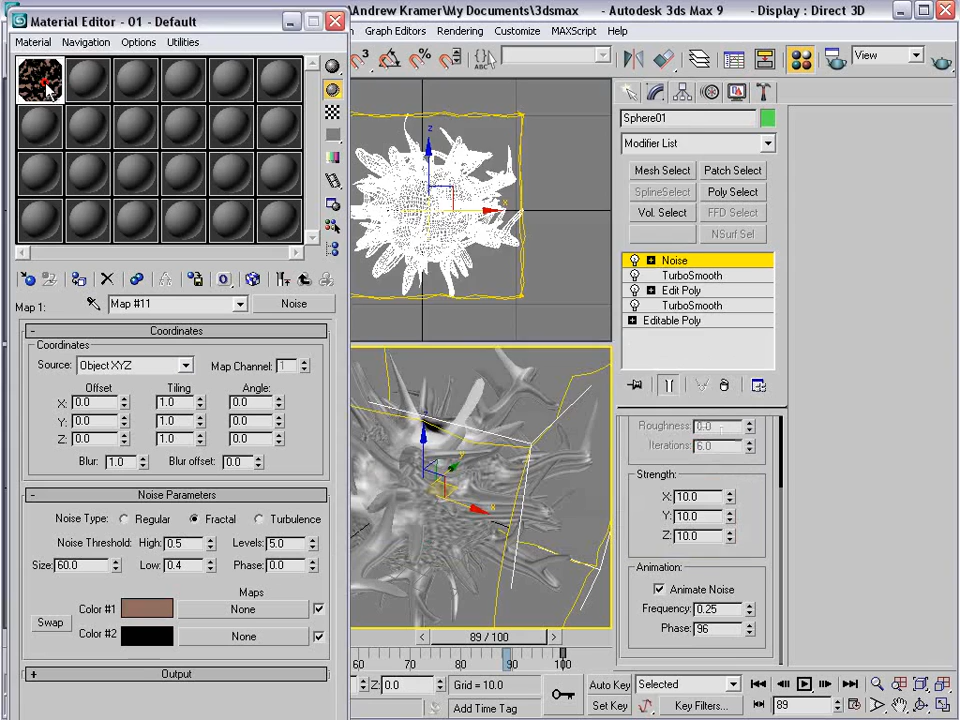 Material Editor - 01 - Default
Andrew Kramer\My Documents\3dsmax - Autodesk 3ds Max 9 - Display : Direct 3D
Material Navigation Options Utilities
Graph Editors Rendering Customize MAXScript Help
View
Sphere01
Modifier List
Mesh Select Patch Select
SplineSelect Poly Select
Vol. Select FFD Select
NSurf Sel
Noise
TurboSmooth
Edit Poly
TurboSmooth
Editable Poly
z
x
Map 1: Map #11 Noise
Coordinates
Coordinates
Source: Object XYZ Map Channel: 1
Offset Tiling Angle:
X: 0.0 1.0 0.0
Y: 0.0 1.0 0.0
Z: 0.0 1.0 0.0
Blur: 1.0 Blur offset: 0.0
Noise Parameters
Noise Type: Regular Fractal Turbulence
Noise Threshold: High: 0.5 Levels: 5.0
Size: 60.0 Low: 0.4 Phase: 0.0
Maps
Color #1 None
Swap
Color #2 None
Output
Roughness: 0.0
Iterations: 6.0
Strength:
X: 10.0
Y: 10.0
Z: 10.0
Animation:
Animate Noise
Frequency: 0.25
Phase: 96
89 / 100
60 70 80 90 100
Z: 0.0 Grid = 10.0
Add Time Tag
Auto Key Selected
Set Key Key Filters...
89